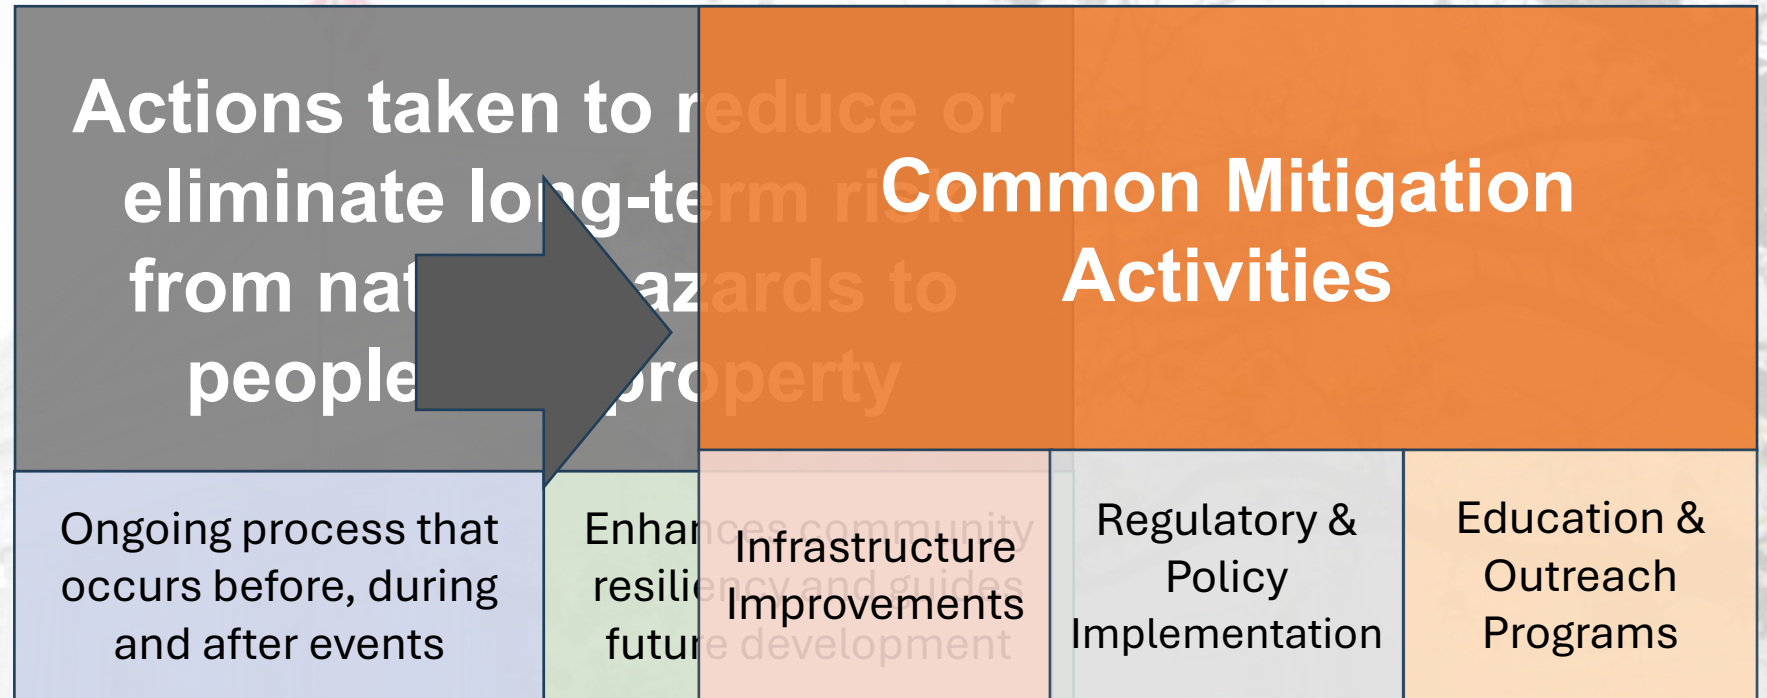 Actions taken to reduce or
eliminate long-term risk
from natural hazards to
people property
Ongoing process that
occurs before, during
and after events
Enhances community
resiliency and guides
future development
Common Mitigation
Activities
Infrastructure
Improvements
Regulatory &
Policy
Implementation
Education &
Outreach
Programs